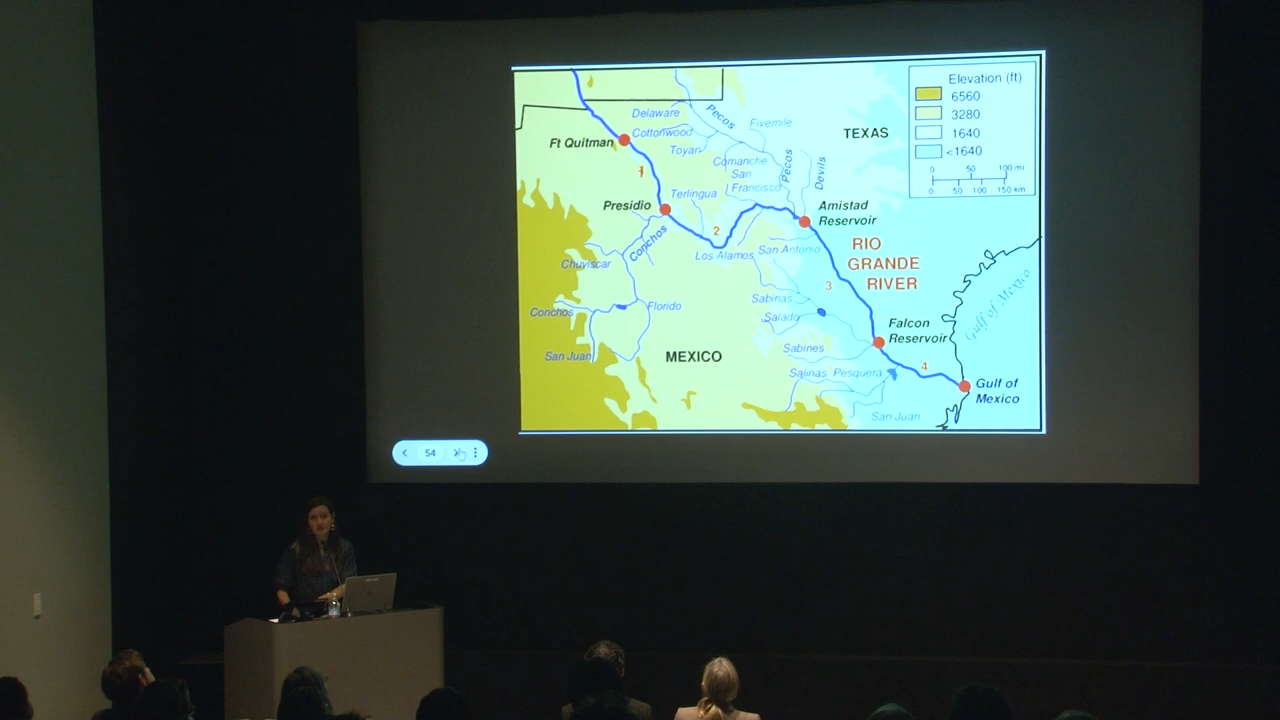 Elevation (ft)
6560
3280
1640
<1640
0 50 100 mi
0 50 100 150 km
TEXAS
Delaware
Pecos
Cottonwood
Fivemile
Ft Quitman
Toyan
Comanche
Pecos
Devils
San
Francisco
1
Terlingua
Presidio
Amistad
Reservoir
2
Conchos
Los Alamos
San Antonio
RIO
GRANDE
RIVER
Chuviscar
3
Gulf of Mexico
Conchos
Florido
Sabinas
Salado
Falcon
Reservoir
San Juan
MEXICO
Sabines
Salinas
Pesquera
4
Gulf of
Mexico
San Juan
54